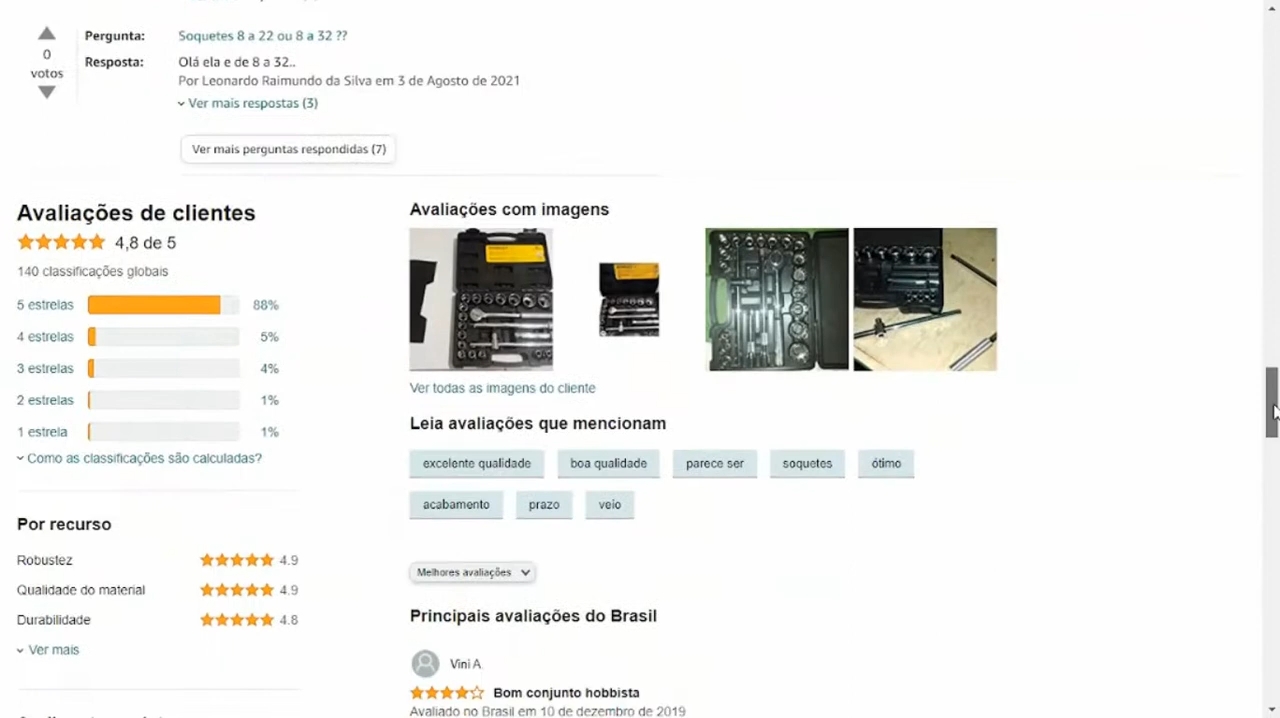 Pergunta: Soquetes 8 a 22 ou 8 a 32 ??
0
votos
Resposta: Olá ela e de 8 a 32..
Por Leonardo Raimundo da Silva em 3 de Agosto de 2021
Ver mais respostas (3)
Ver mais perguntas respondidas (7)
Avaliações de clientes
4,8 de 5
140 classificações globais
5 estrelas 88%
4 estrelas 5%
3 estrelas 4%
2 estrelas 1%
1 estrela 1%
Como as classificações são calculadas?
Por recurso
Robustez 4.9
Qualidade do material 4.9
Durabilidade 4.8
Ver mais
Avaliações com imagens
Ver todas as imagens do cliente
Leia avaliações que mencionam
excelente qualidade boa qualidade parece ser soquetes ótimo
acabamento prazo veio
Melhores avaliações
Principais avaliações do Brasil
Vini A
Bom conjunto hobbista
Avaliado no Brasil em 10 de dezembro de 2019